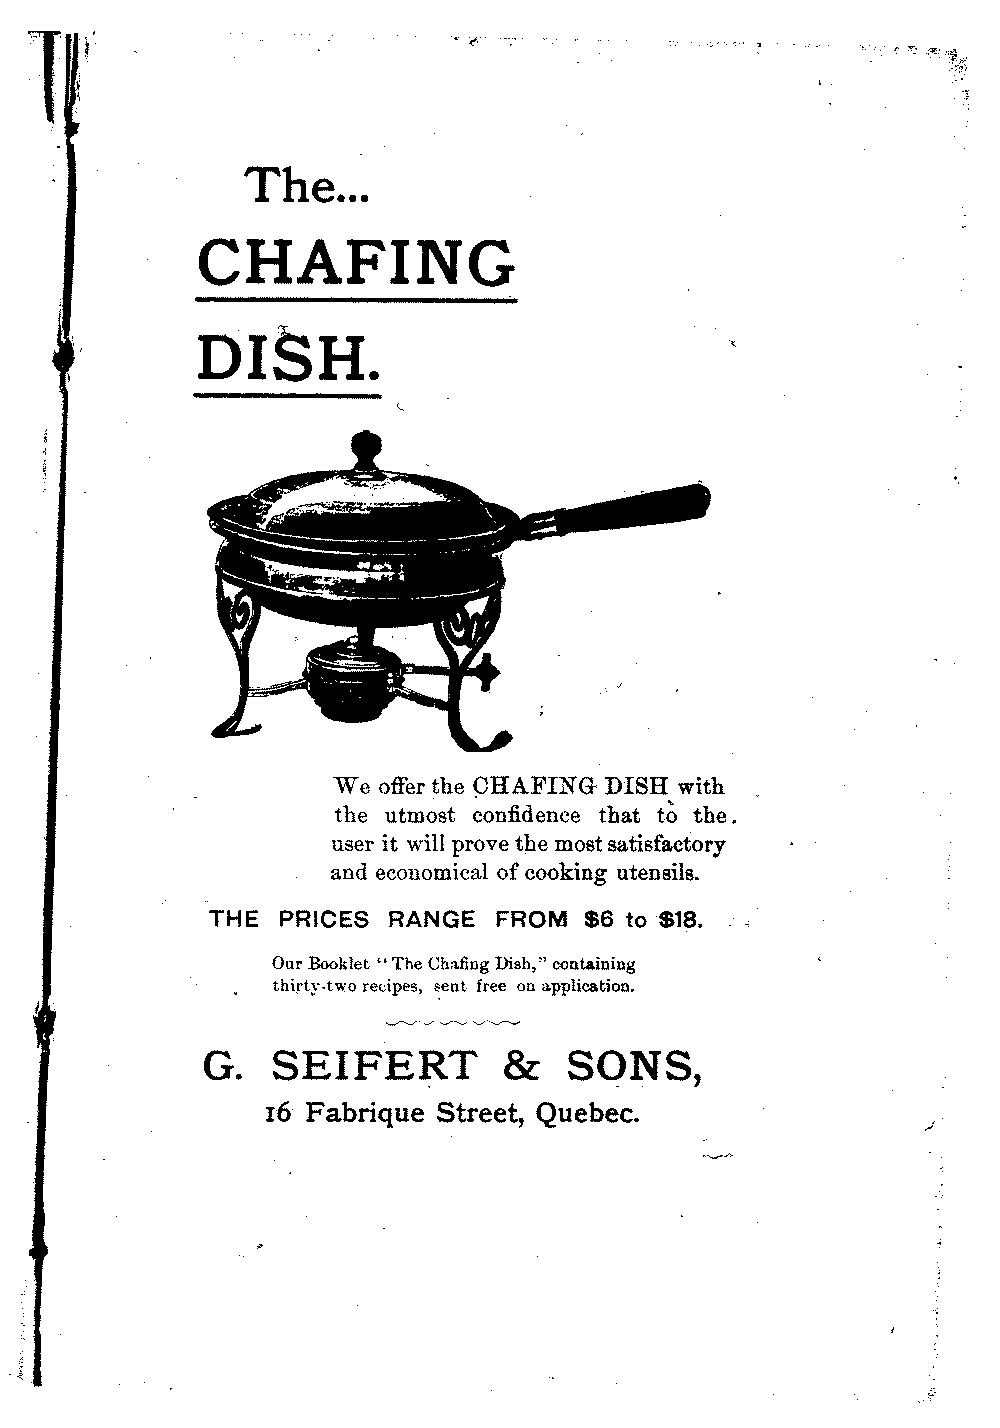 The...
CHAFING
DISH.
We offer the CHAFING DISH with
the utmost confidence that to the
user it will prove the most satisfactory
and economical of cooking utensils.
THE PRICES RANGE FROM $6 to $18.
Our Booklet "The Chafing Dish," containing
thirty-two recipes, sent free on application.
G. SEIFERT & SONS,
16 Fabrique Street, Quebec.